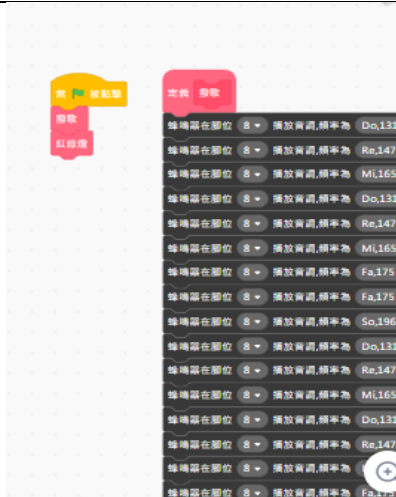 當 被點擊
撥歌
紅綠燈
定義 撥歌
蜂鳴器在腳位 8 播放音調,頻率為 Do,131
蜂鳴器在腳位 8 播放音調,頻率為 Re,147
蜂鳴器在腳位 8 播放音調,頻率為 Mi,165
蜂鳴器在腳位 8 播放音調,頻率為 Do,131
蜂鳴器在腳位 8 播放音調,頻率為 Re,147
蜂鳴器在腳位 8 播放音調,頻率為 Mi,165
蜂鳴器在腳位 8 播放音調,頻率為 Fa,175
蜂鳴器在腳位 8 播放音調,頻率為 Fa,175
蜂鳴器在腳位 8 播放音調,頻率為 So,196
蜂鳴器在腳位 8 播放音調,頻率為 Do,131
蜂鳴器在腳位 8 播放音調,頻率為 Re,147
蜂鳴器在腳位 8 播放音調,頻率為 Mi,165
蜂鳴器在腳位 8 播放音調,頻率為 Do,131
蜂鳴器在腳位 8 播放音調,頻率為 Re,147
蜂鳴器在腳位 8 播放音調,頻率為
蜂鳴器在腳位 8 播放音調,頻率為 Fa,175